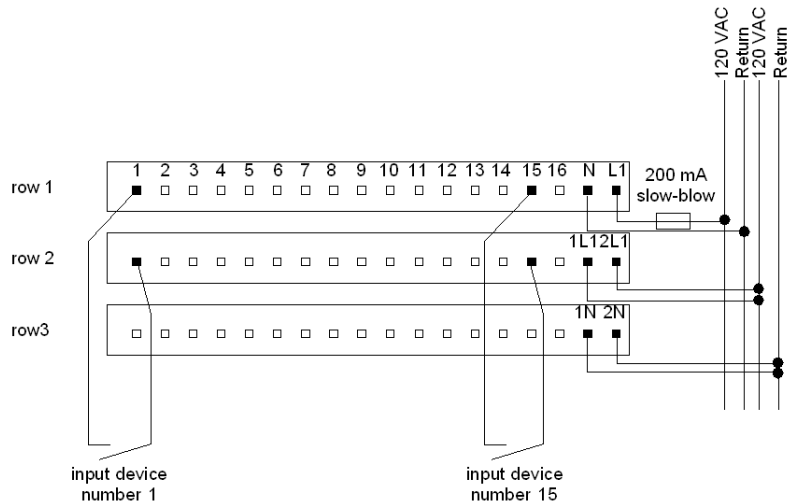 120 VAC
Return
120 VAC
Return
1 2 3 4 5 6 7 8 9 10 11 12 13 14 15 16 N L1
row 1
200 mA
slow-blow
row 2
1L1 2L1
row3
1N 2N
input device
number 1
input device
number 15